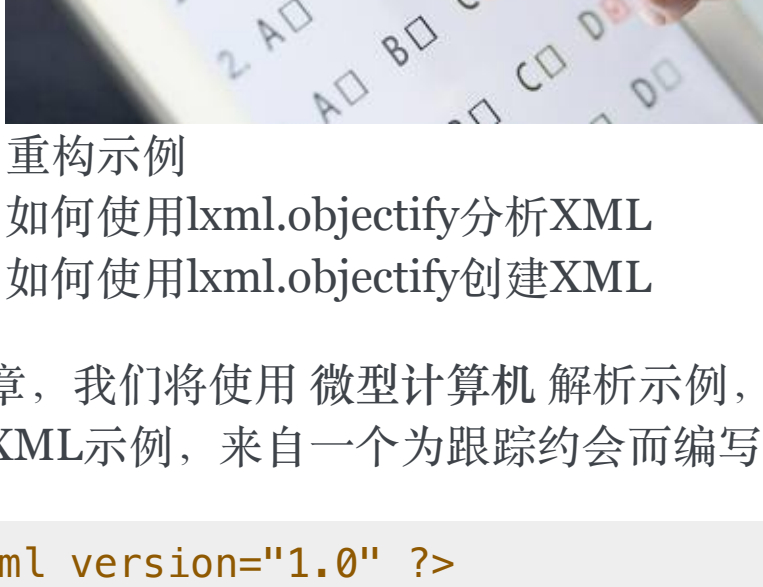 2. A□
A□ B□ C□ D□
D□
重构示例
如何使用lxml.objectify分析XML
如何使用lxml.objectify创建XML
章，我们将使用 微型计算机 解析示例，
XML示例，来自一个为跟踪约会而编写
ml version="1.0" ?>